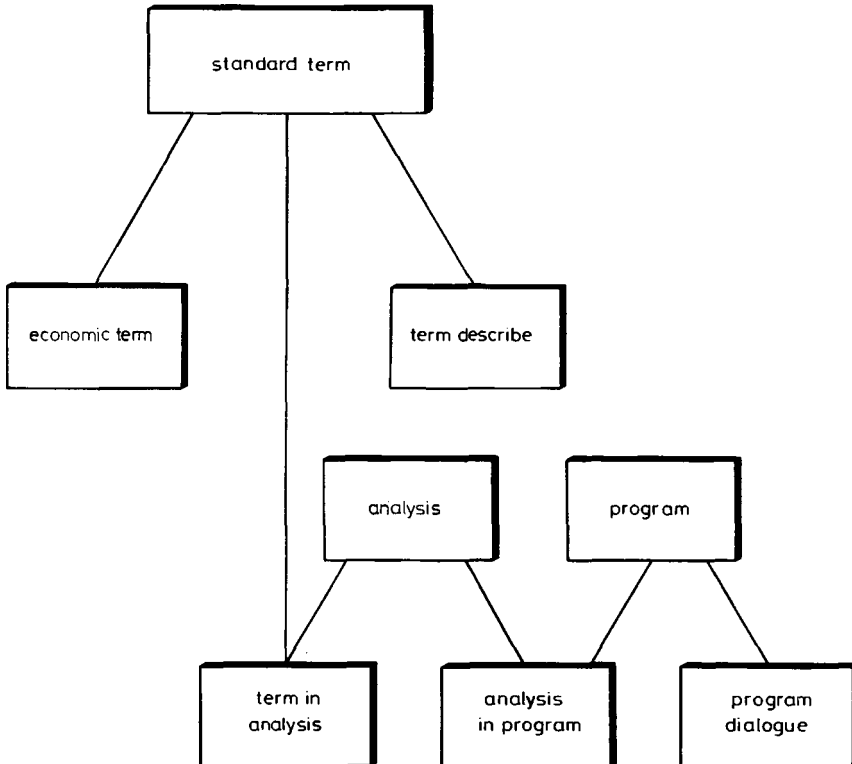 standard term
economic term
term describe
analysis
program
term in
analysis
analysis
in program
program
dialogue